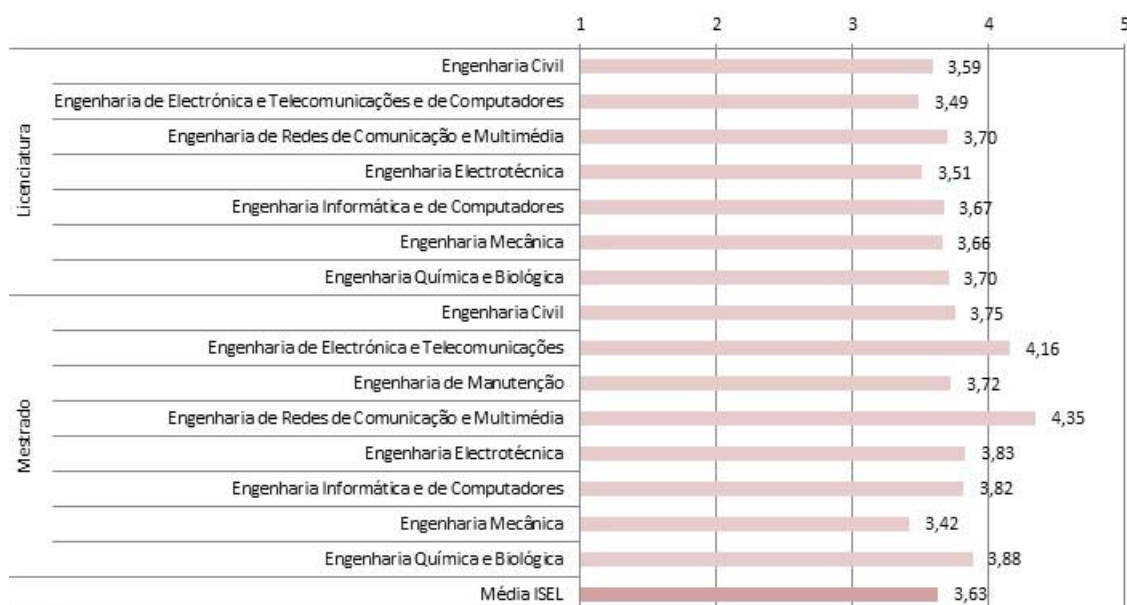 1 2 3 4 5
Licenciatura
Engenharia Civil 3,59
Engenharia de Electrónica e Telecomunicações e de Computadores 3,49
Engenharia de Redes de Comunicação e Multimédia 3,70
Engenharia Electrotécnica 3,51
Engenharia Informática e de Computadores 3,67
Engenharia Mecânica 3,66
Engenharia Química e Biológica 3,70
Mestrado
Engenharia Civil 3,75
Engenharia de Electrónica e Telecomunicações 4,16
Engenharia de Manutenção 3,72
Engenharia de Redes de Comunicação e Multimédia 4,35
Engenharia Electrotécnica 3,83
Engenharia Informática e de Computadores 3,82
Engenharia Mecânica 3,42
Engenharia Química e Biológica 3,88
Média ISEL 3,63